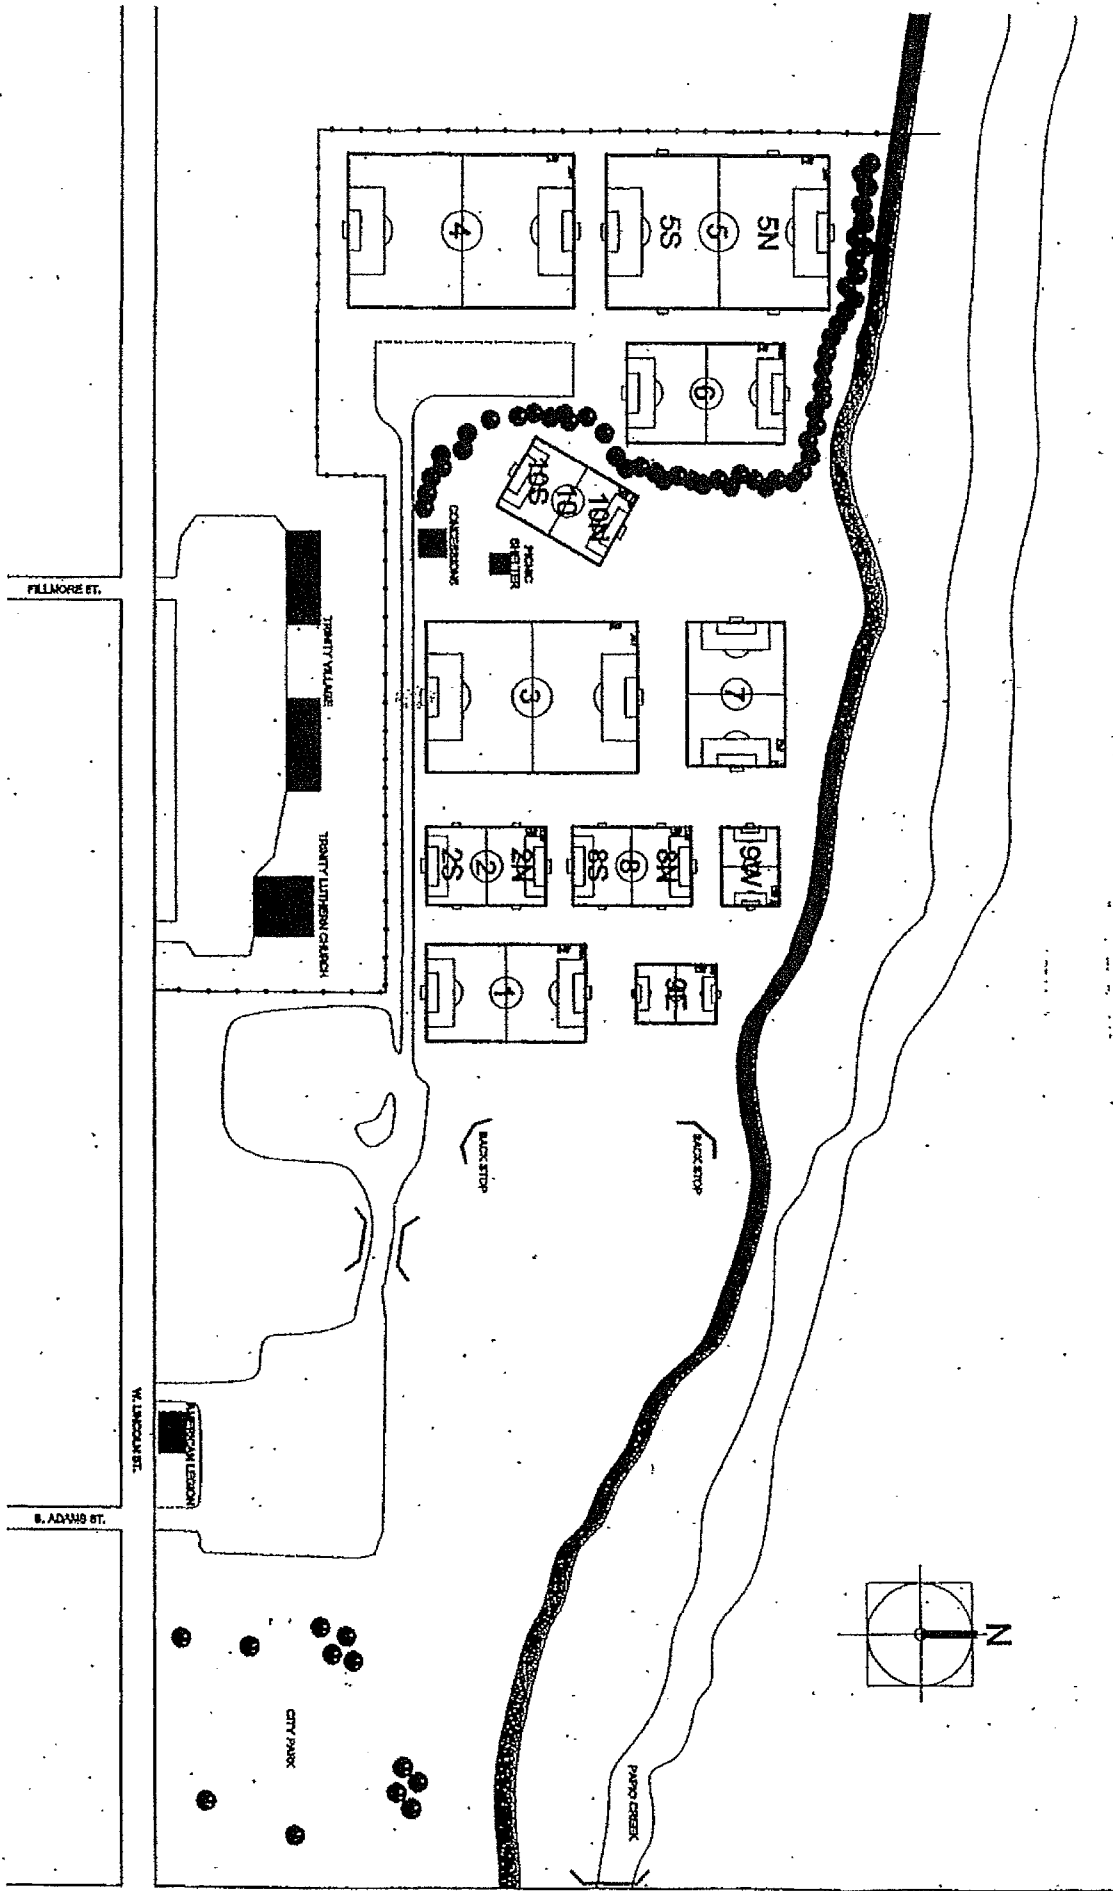 4
5S
5
5N
6
10S
10
10N
CONCESSIONS
PICNIC
SHELTER
FILLMORE ST.
TRINITY VILLAGE
3
7
TRINITY LUTHERN CHURCH
2S
2
2N
8S
8
8N
9W
1
9E
BACK STOP
BACK STOP
W. LINCOLN ST.
AMERICAN LEGION
S. ADAMS ST.
N
CITY PARK
PAPIO CREEK